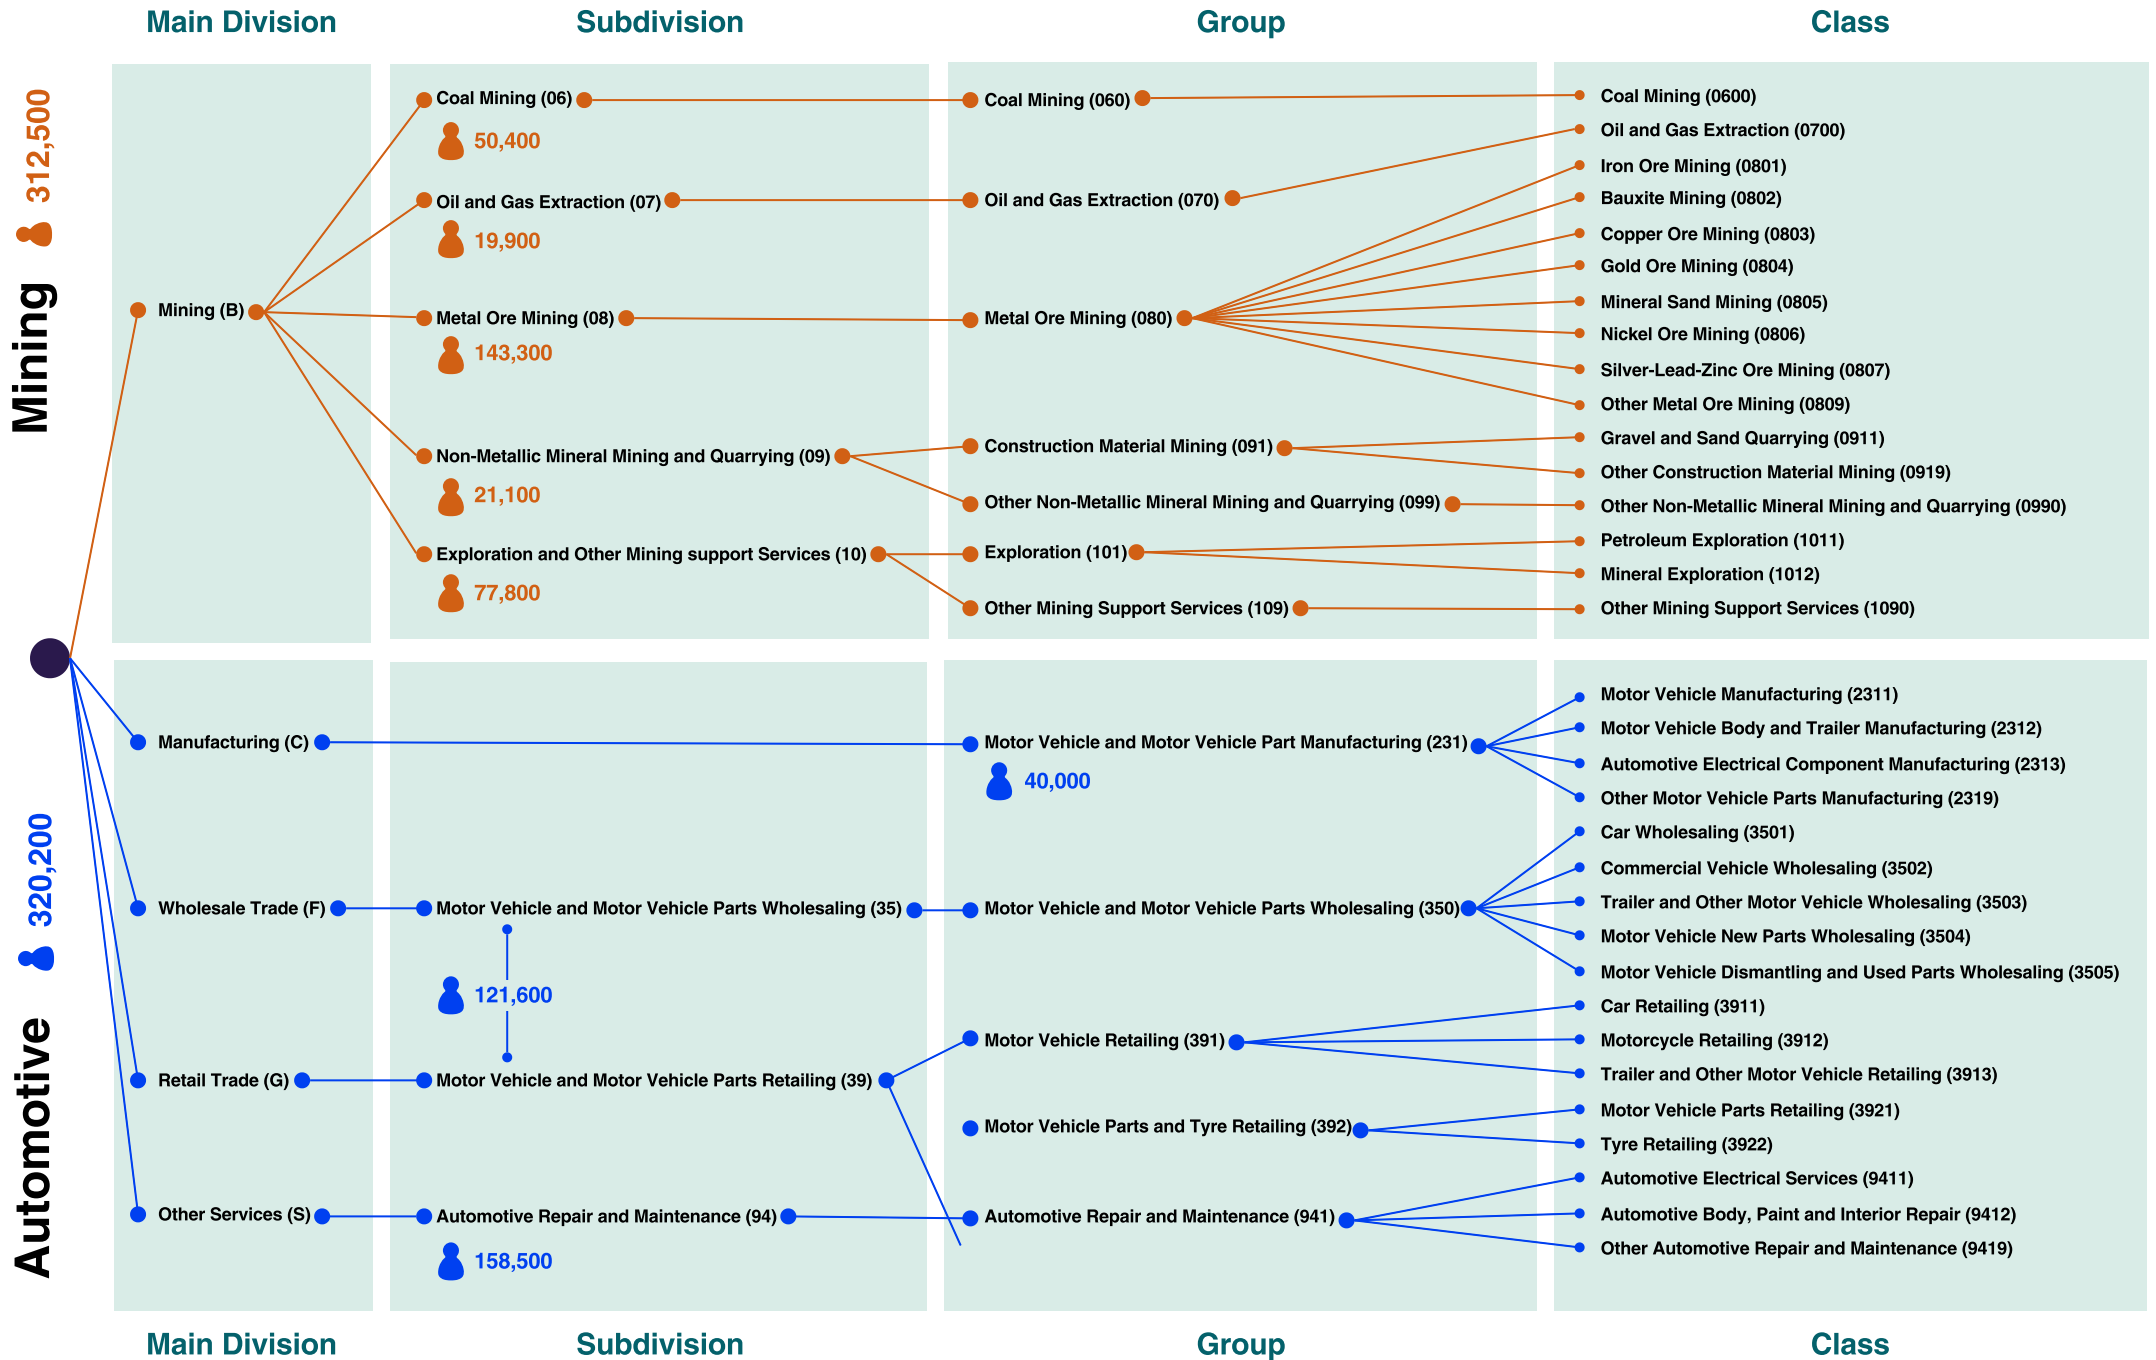 Main Division
Subdivision
Group
Class
Mining
312,500
Mining (B)
Coal Mining (06)
50,400
Oil and Gas Extraction (07)
19,900
Metal Ore Mining (08)
143,300
Non-Metallic Mineral Mining and Quarrying (09)
21,100
Exploration and Other Mining support Services (10)
77,800
Coal Mining (060)
Oil and Gas Extraction (070)
Metal Ore Mining (080)
Construction Material Mining (091)
Other Non-Metallic Mineral Mining and Quarrying (099)
Exploration (101)
Other Mining Support Services (109)
Coal Mining (0600)
Oil and Gas Extraction (0700)
Iron Ore Mining (0801)
Bauxite Mining (0802)
Copper Ore Mining (0803)
Gold Ore Mining (0804)
Mineral Sand Mining (0805)
Nickel Ore Mining (0806)
Silver-Lead-Zinc Ore Mining (0807)
Other Metal Ore Mining (0809)
Gravel and Sand Quarrying (0911)
Other Construction Material Mining (0919)
Other Non-Metallic Mineral Mining and Quarrying (0990)
Petroleum Exploration (1011)
Mineral Exploration (1012)
Other Mining Support Services (1090)
Automotive
320,200
Manufacturing (C)
Wholesale Trade (F)
Retail Trade (G)
Other Services (S)
Motor Vehicle and Motor Vehicle Parts Wholesaling (35)
121,600
Motor Vehicle and Motor Vehicle Parts Retailing (39)
Automotive Repair and Maintenance (94)
158,500
Motor Vehicle and Motor Vehicle Part Manufacturing (231)
40,000
Motor Vehicle and Motor Vehicle Parts Wholesaling (350)
Motor Vehicle Retailing (391)
Motor Vehicle Parts and Tyre Retailing (392)
Automotive Repair and Maintenance (941)
Motor Vehicle Manufacturing (2311)
Motor Vehicle Body and Trailer Manufacturing (2312)
Automotive Electrical Component Manufacturing (2313)
Other Motor Vehicle Parts Manufacturing (2319)
Car Wholesaling (3501)
Commercial Vehicle Wholesaling (3502)
Trailer and Other Motor Vehicle Wholesaling (3503)
Motor Vehicle New Parts Wholesaling (3504)
Motor Vehicle Dismantling and Used Parts Wholesaling (3505)
Car Retailing (3911)
Motorcycle Retailing (3912)
Trailer and Other Motor Vehicle Retailing (3913)
Motor Vehicle Parts Retailing (3921)
Tyre Retailing (3922)
Automotive Electrical Services (9411)
Automotive Body, Paint and Interior Repair (9412)
Other Automotive Repair and Maintenance (9419)
Main Division
Subdivision
Group
Class